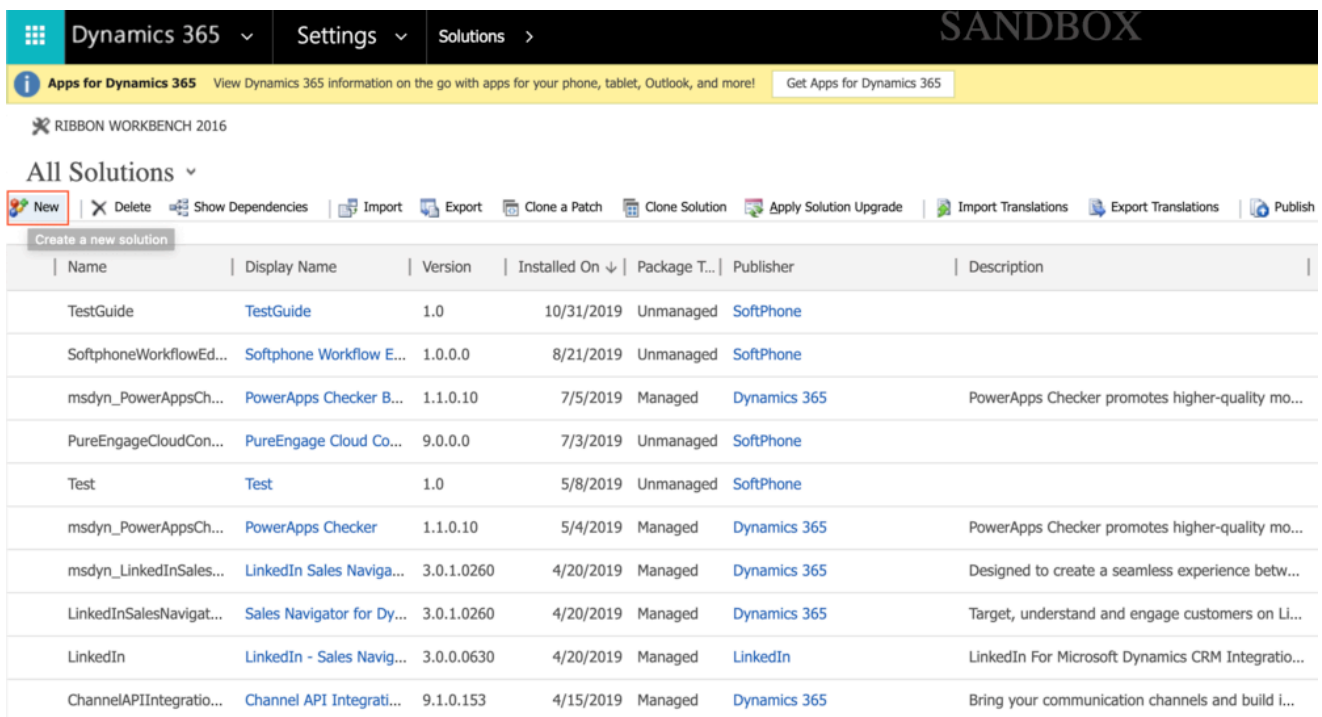 Dynamics 365 Settings Solutions > SANDBOX
Apps for Dynamics 365 View Dynamics 365 information on the go with apps for your phone, tablet, Outlook, and more! Get Apps for Dynamics 365
RIBBON WORKBENCH 2016
All Solutions
New Delete Show Dependencies Import Export Clone a Patch Clone Solution Apply Solution Upgrade Import Translations Export Translations Publish
Create a new solution
Name Display Name Version Installed On ↓ Package T... Publisher Description
TestGuide TestGuide 1.0 10/31/2019 Unmanaged SoftPhone
SoftphoneWorkflowEd... Softphone Workflow E... 1.0.0.0 8/21/2019 Unmanaged SoftPhone
msdyn_PowerAppsCh... PowerApps Checker B... 1.1.0.10 7/5/2019 Managed Dynamics 365 PowerApps Checker promotes higher-quality mo...
PureEngageCloudCon... PureEngage Cloud Co... 9.0.0.0 7/3/2019 Unmanaged SoftPhone
Test Test 1.0 5/8/2019 Unmanaged SoftPhone
msdyn_PowerAppsCh... PowerApps Checker 1.1.0.10 5/4/2019 Managed Dynamics 365 PowerApps Checker promotes higher-quality mo...
msdyn_LinkedInSales... LinkedIn Sales Naviga... 3.0.1.0260 4/20/2019 Managed Dynamics 365 Designed to create a seamless experience betw...
LinkedInSalesNavigat... Sales Navigator for Dy... 3.0.1.0260 4/20/2019 Managed Dynamics 365 Target, understand and engage customers on Li...
LinkedIn LinkedIn - Sales Navig... 3.0.0.0630 4/20/2019 Managed LinkedIn LinkedIn For Microsoft Dynamics CRM Integratio...
ChannelAPIIntegratio... Channel API Integrati... 9.1.0.153 4/15/2019 Managed Dynamics 365 Bring your communication channels and build i...